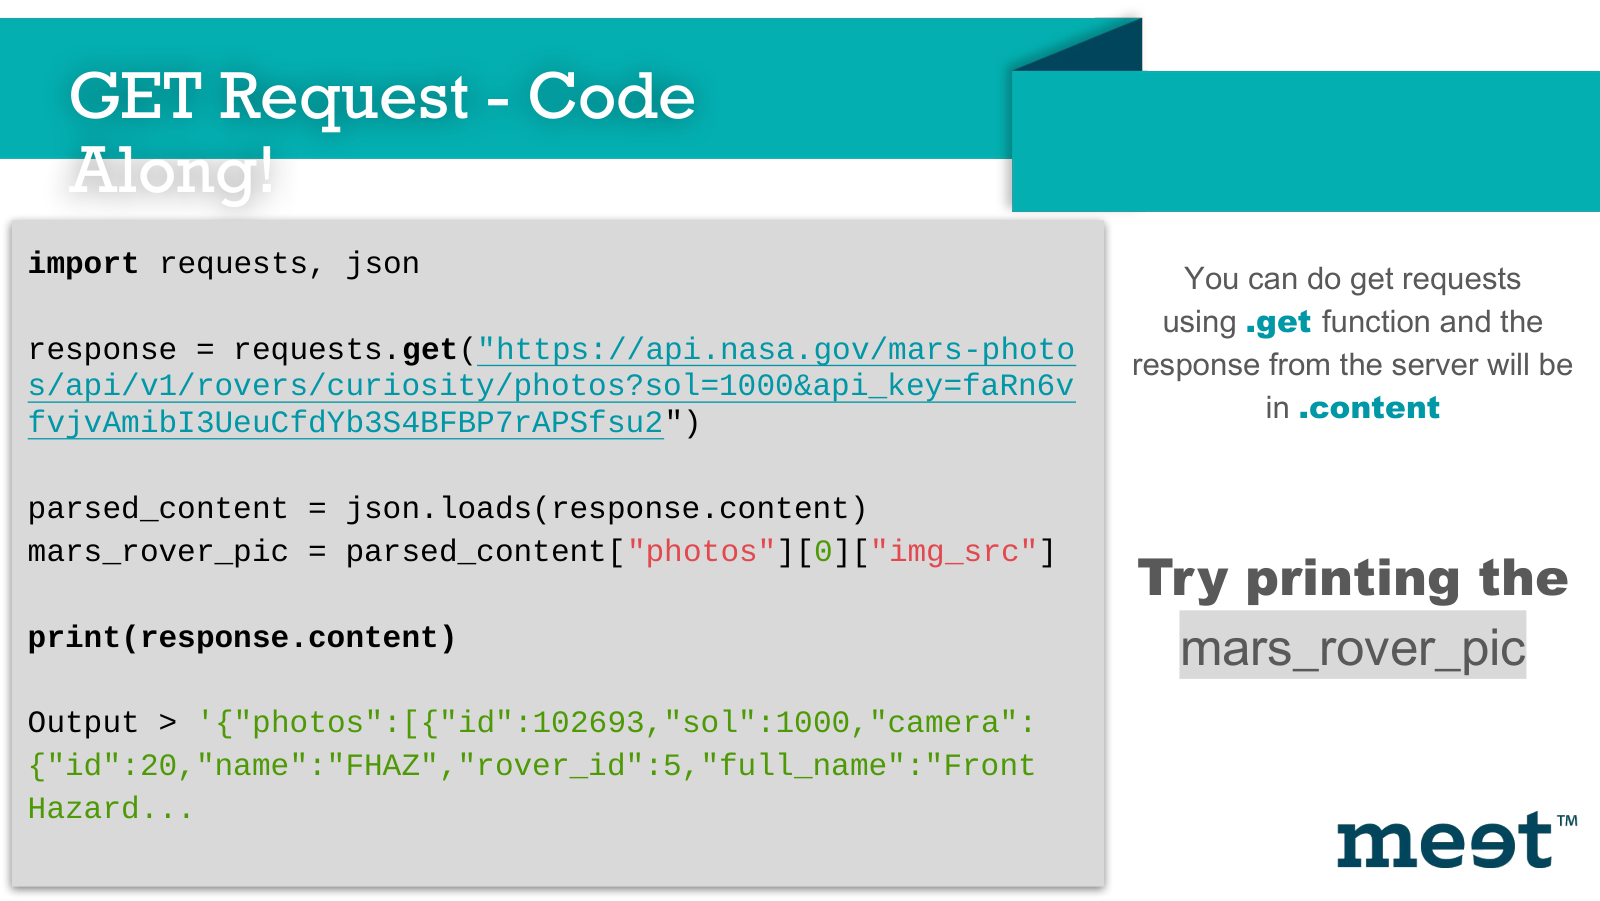 GET Request - Code
Along!
import requests, json
response = requests.get("https://api.nasa.gov/mars-photo
s/api/v1/rovers/curiosity/photos?sol=1000&api_key=faRn6v
fvjvAmibI3UeuCfdYb3S4BFBP7rAPSfsu2")
parsed_content = json.loads(response.content)
mars_rover_pic = parsed_content["photos"][0]["img_src"]
print(response.content)
Output > '{"photos":[{"id":102693,"sol":1000,"camera":
{"id":20,"name":"FHAZ","rover_id":5,"full_name":"Front
Hazard...
You can do get requests
using .get function and the
response from the server will be
in .content
Try printing the
mars_rover_pic
meet™